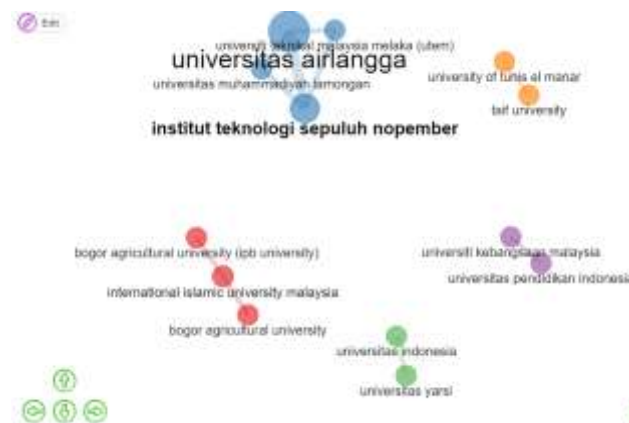 Edit
universiti teknikal malaysia melaka (utem)
universitas airlangga
universitas muhammadiyah lamongan
institut teknologi sepuluh nopember
university of tunis el manar
taif university
bogor agricultural university (ipb university)
international islamic university malaysia
bogor agricultural university
universiti kebangsaan malaysia
universitas pendidikan indonesia
universitas indonesia
universitas yarsi